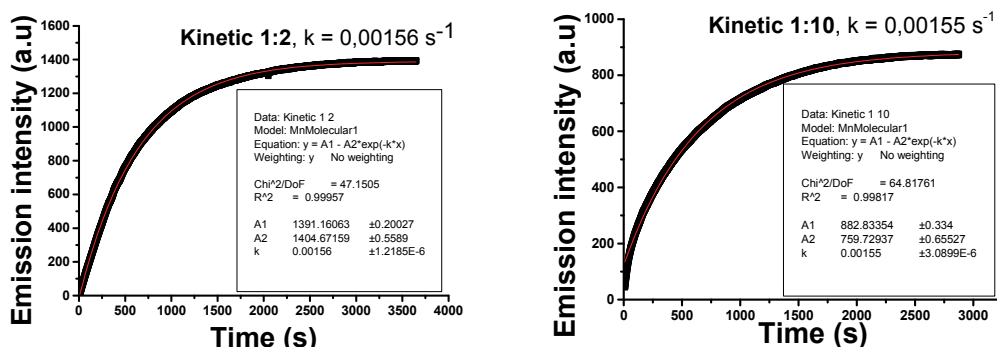 Kinetic 1:2, k = 0,00156 s-1
Emission intensity (a.u)
1600
1400
1200
1000
800
600
400
200
0
Data: Kinetic 1 2
Model: MnMolecular1
Equation: y = A1 - A2*exp(-k*x)
Weighting: y No weighting
Chi^2/DoF = 47.1505
R^2 = 0.99957
A1 1391.16063 ±0.20027
A2 1404.67159 ±0.5589
k 0.00156 ±1.2185E-6
0 500 1000 1500 2000 2500 3000 3500 4000
Time (s)
Kinetic 1:10, k = 0,00155 s-1
Emission intensity (a.u)
1000
800
600
400
200
0
Data: Kinetic 1 10
Model: MnMolecular1
Equation: y = A1 - A2*exp(-k*x)
Weighting: y No weighting
Chi^2/DoF = 64.81761
R^2 = 0.99817
A1 882.83354 ±0.334
A2 759.72937 ±0.65527
k 0.00155 ±3.0899E-6
0 500 1000 1500 2000 2500 3000
Time (s)